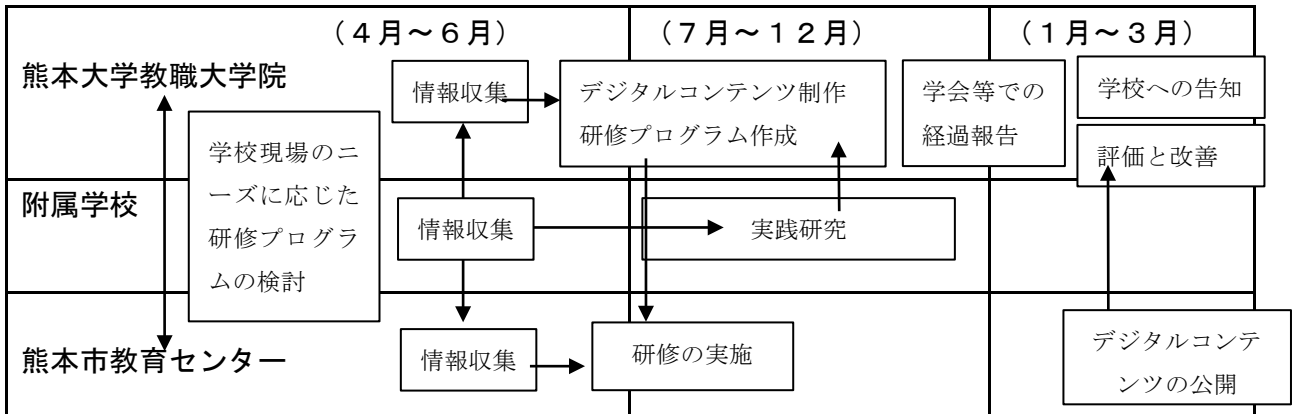 （４月～６月）
（７月～１２月）
（１月～３月）
熊本大学教職大学院
情報収集
デジタルコンテンツ制作
研修プログラム作成
学会等での
経過報告
学校への告知
評価と改善
学校現場のニ
ーズに応じた
研修プログラ
ムの検討
附属学校
情報収集
実践研究
熊本市教育センター
情報収集
研修の実施
デジタルコンテ
ンツの公開